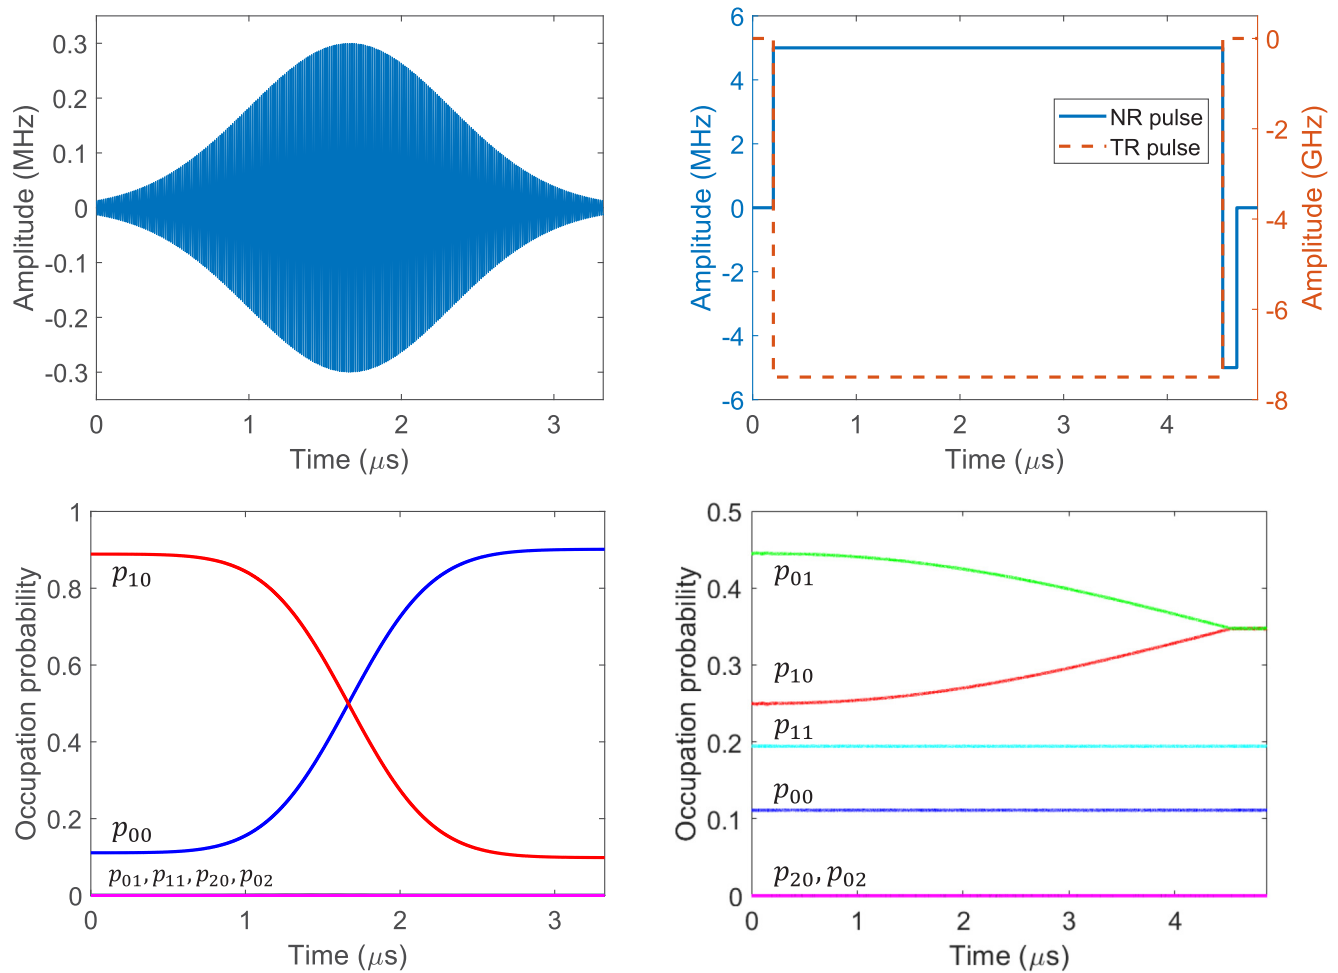 0.3
0.2
0.1
0
-0.1
-0.2
-0.3
Amplitude (MHz)
0 1 2 3
Time (μs)
6
4
2
0
-2
-4
-6
Amplitude (MHz)
NR pulse
TR pulse
0
-2
-4
-6
-8
Amplitude (GHz)
0 1 2 3 4
Time (μs)
1
0.8
0.6
0.4
0.2
0
Occupation probability
p10
p00
p01, p11, p20, p02
0 1 2 3
Time (μs)
0.5
0.4
0.3
0.2
0.1
0
Occupation probability
p01
p10
p11
p00
p20, p02
0 1 2 3 4
Time (μs)